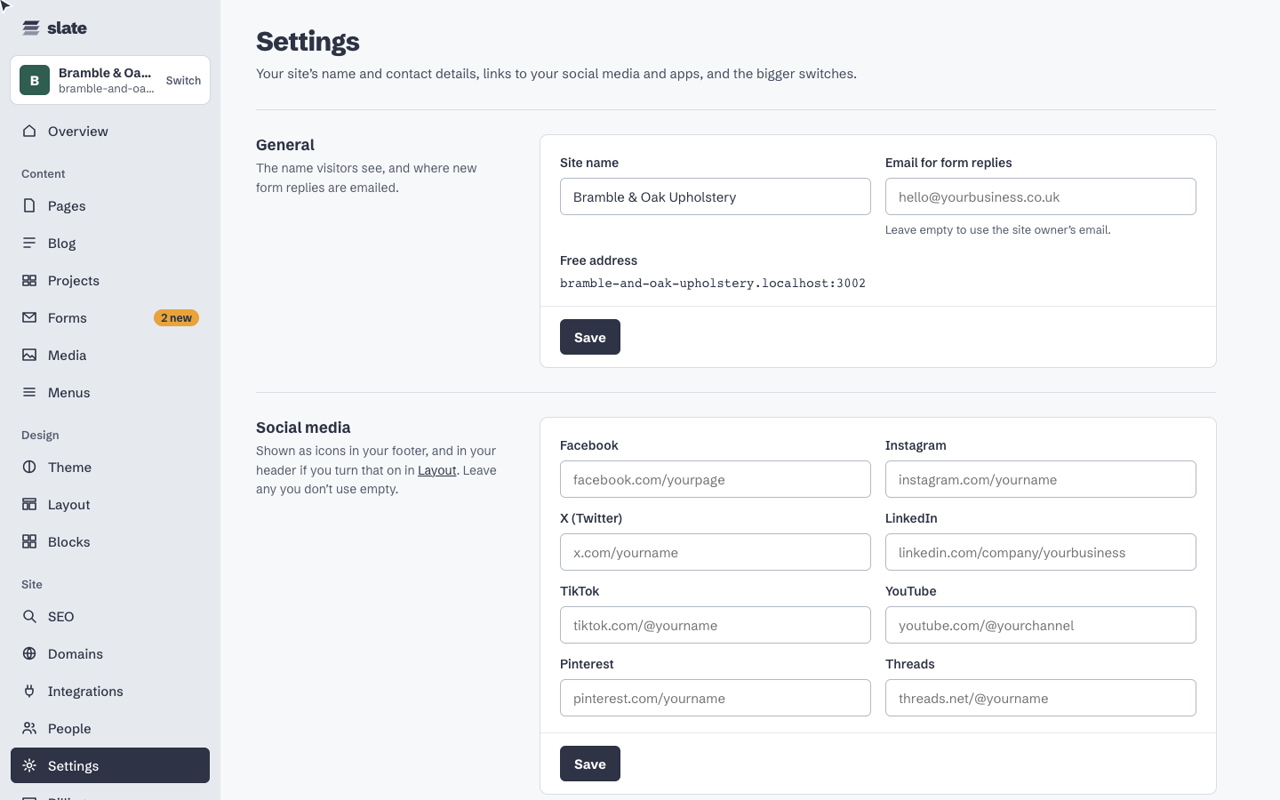 slate
B
Bramble & Oa...
bramble-and-oa...
Switch
Overview
Content
Pages
Blog
Projects
Forms
2 new
Media
Menus
Design
Theme
Layout
Blocks
Site
SEO
Domains
Integrations
People
Settings
Settings
Your site's name and contact details, links to your social media and apps, and the bigger switches.
General
The name visitors see, and where new
form replies are emailed.
Site name
Bramble & Oak Upholstery
Email for form replies
hello@yourbusiness.co.uk
Leave empty to use the site owner's email.
Free address
bramble-and-oak-upholstery.localhost:3002
Save
Social media
Shown as icons in your footer, and in your
header if you turn that on in Layout. Leave
any you don't use empty.
Facebook
facebook.com/yourpage
Instagram
instagram.com/yourname
X (Twitter)
x.com/yourname
LinkedIn
linkedin.com/company/yourbusiness
TikTok
tiktok.com/@yourname
YouTube
youtube.com/@yourchannel
Pinterest
pinterest.com/yourname
Threads
threads.net/@yourname
Save